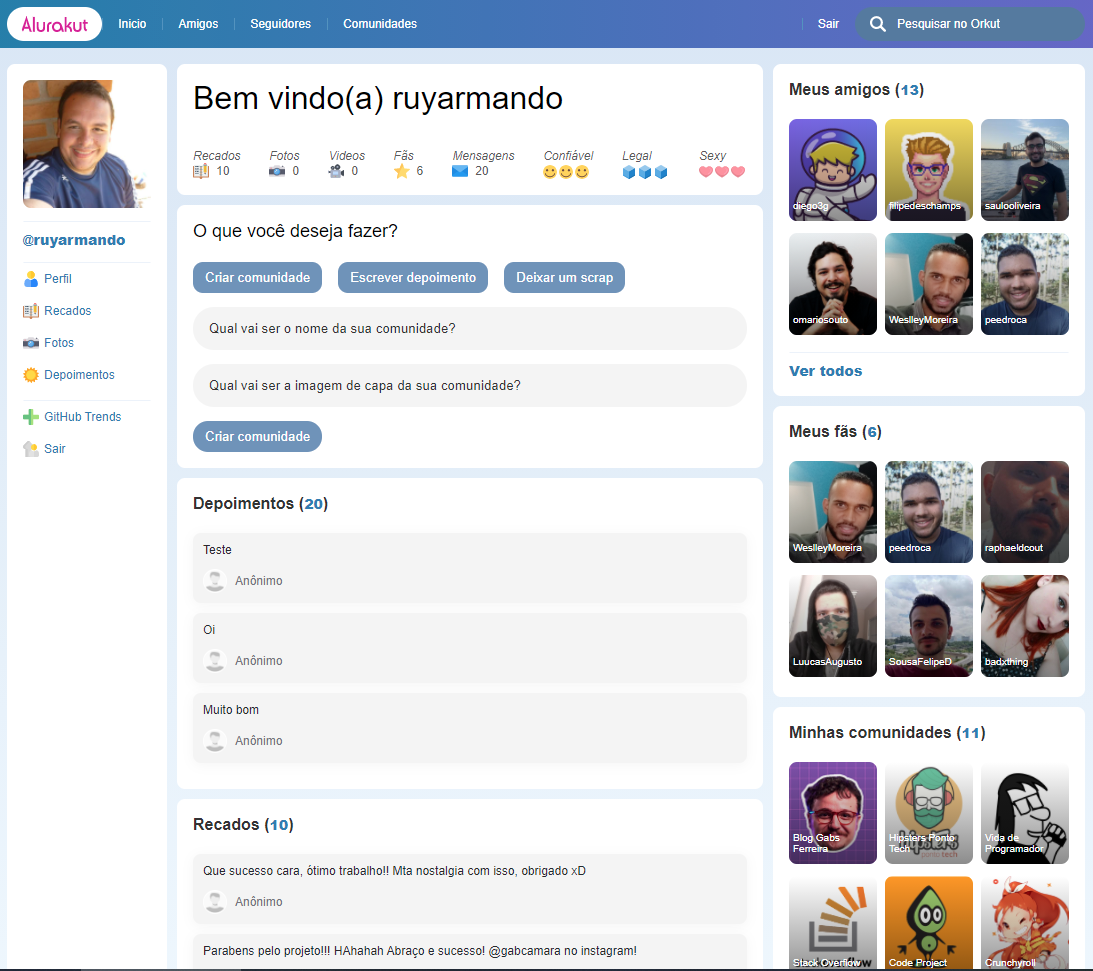 Alurakut
Inicio
Amigos
Seguidores
Comunidades
Sair
Pesquisar no Orkut
@ruyarmando
Perfil
Recados
Fotos
Depoimentos
GitHub Trends
Sair
Bem vindo(a) ruyarmando
Recados
10
Fotos
0
Videos
0
Fãs
6
Mensagens
20
Confiável
Legal
Sexy
O que você deseja fazer?
Criar comunidade
Escrever depoimento
Deixar um scrap
Qual vai ser o nome da sua comunidade?
Qual vai ser a imagem de capa da sua comunidade?
Criar comunidade
Depoimentos (20)
Teste
Anônimo
Oi
Anônimo
Muito bom
Anônimo
Recados (10)
Que sucesso cara, ótimo trabalho!! Mta nostalgia com isso, obrigado xD
Anônimo
Parabens pelo projeto!!! HAhahah Abraço e sucesso! @gabcamara no instagram!
Meus amigos (13)
diego3g
filipedeschamps
saulooliveira
omariosouto
WeslleyMoreira
peedroca
Ver todos
Meus fãs (6)
WeslleyMoreira
peedroca
raphaeldcout
LuucasAugusto
SousaFelipeD
badxthing
Minhas comunidades (11)
Blog Gabs
Ferreira
Hipsters Ponto
Tech
hipsters
ponto tech
Vida de
Programador
Stack Overflow
Code Project
Crunchyroll